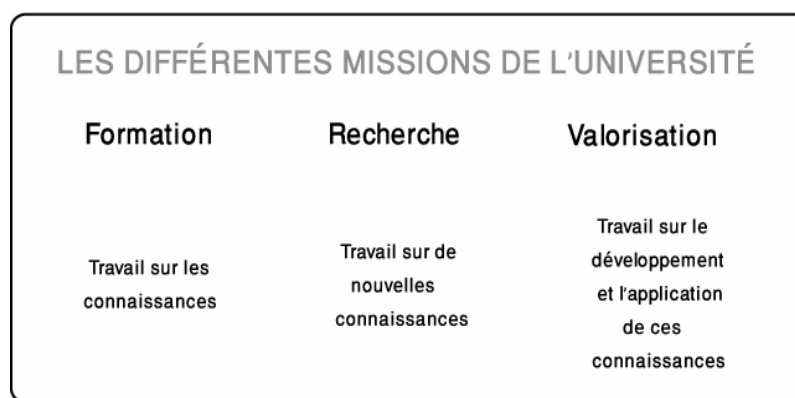 LES DIFFÉRENTES MISSIONS DE L'UNIVERSITÉ
Formation
Travail sur les
connaissances
Recherche
Travail sur de
nouvelles
connaissances
Valorisation
Travail sur le
développement
et l'application
de ces
connaissances